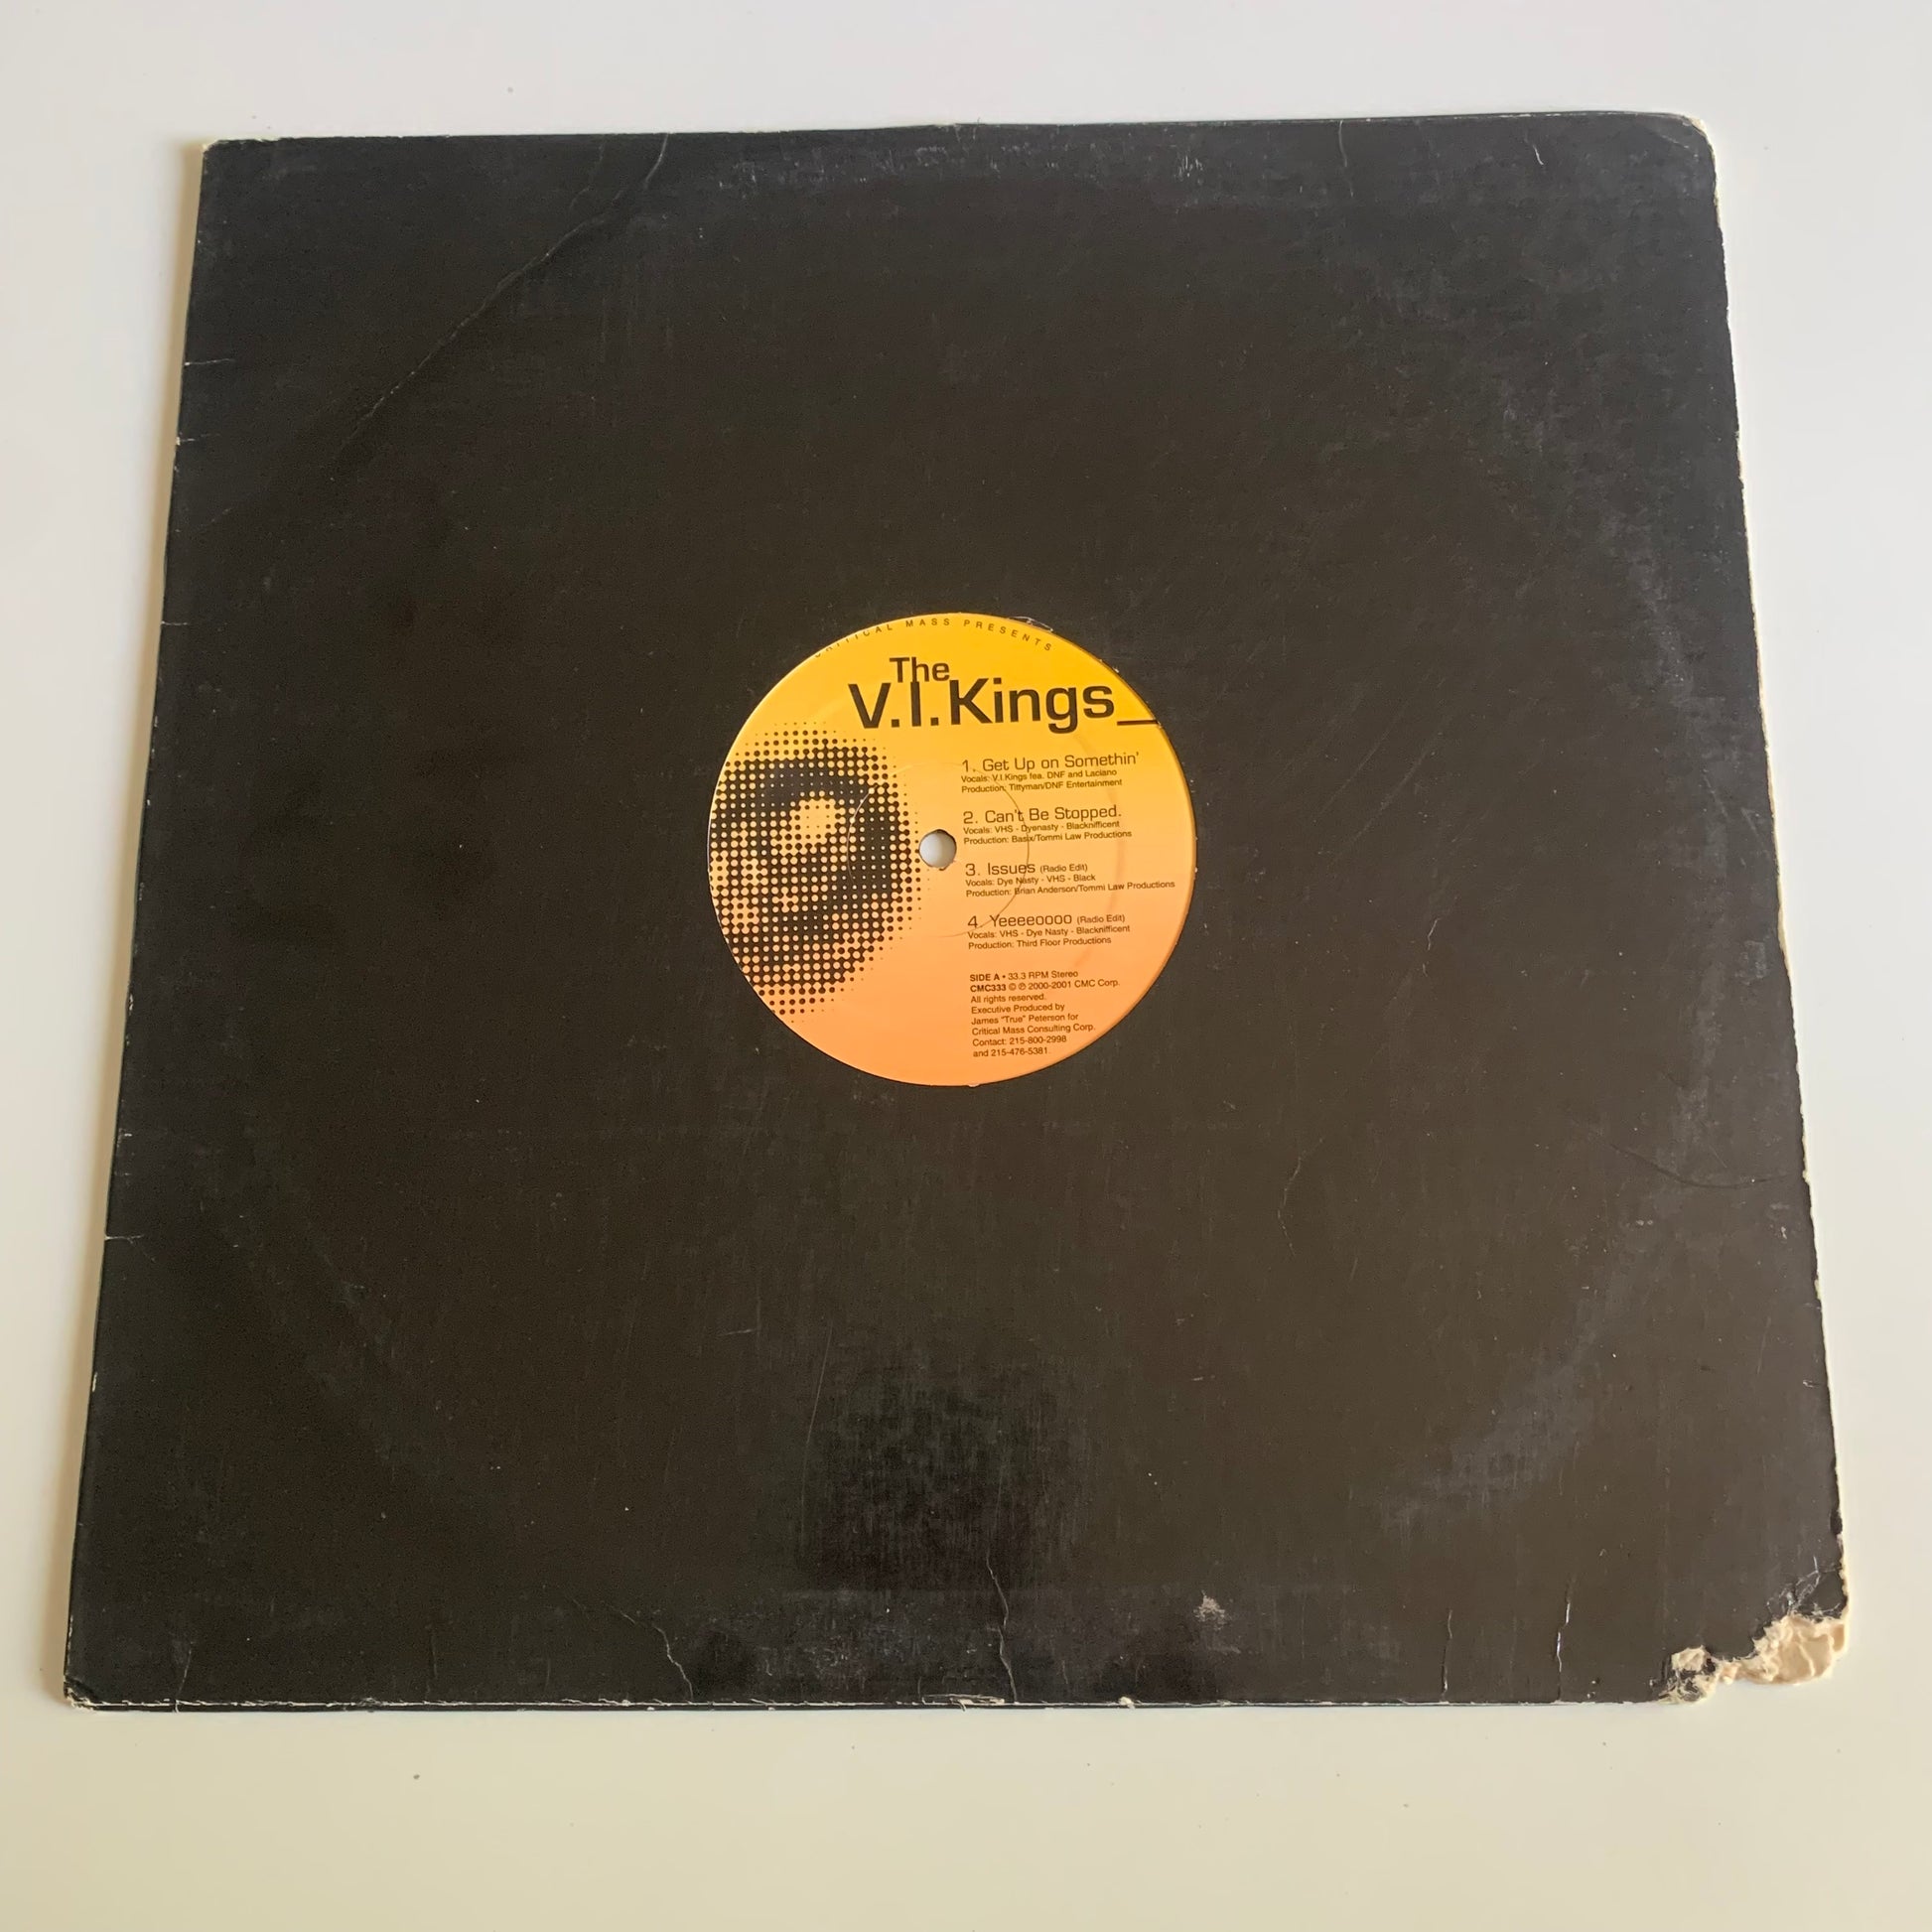 CRITICAL MASS PRESENTS
The
V.I.Kings_
1. Get Up on Somethin'
Vocals: V.I.Kings fea. DNF and Laciano
Production: Tittyman/DNF Entertainment
2. Can't Be Stopped.
Vocals: VHS - Dyenasty - Blacknifficent
Production: Basix/Tommi Law Productions
3. Issues (Radio Edit)
Vocals: Dye Nasty - VHS - Black
Production: Brian Anderson/Tommi Law Productions
4. Yeeeeoooo (Radio Edit)
Vocals: VHS - Dye Nasty - Blacknifficent
Production: Third Floor Productions
SIDE A • 33.3 RPM Stereo
CMC333 © ℗ 2000-2001 CMC Corp.
All rights reserved.
Executive Produced by
James "True" Peterson for
Critical Mass Consulting Corp.
Contact: 215-800-2998
and 215-476-5381